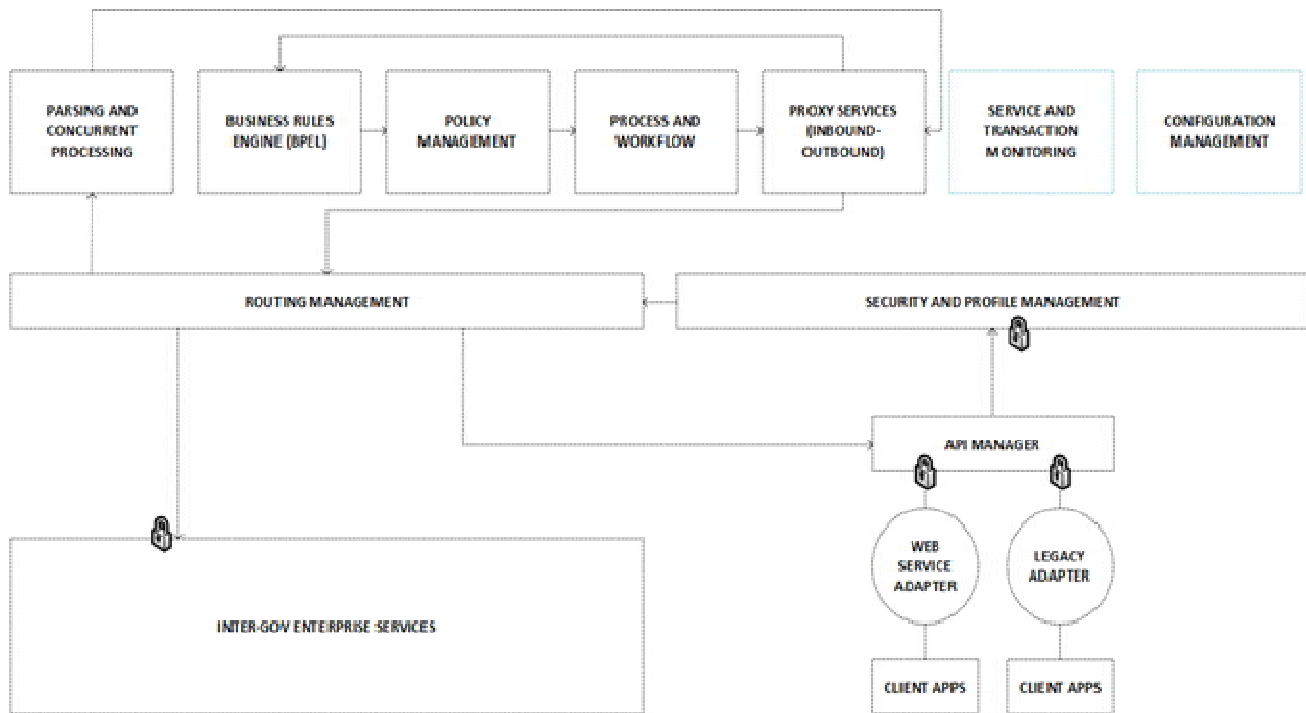 PARSING AND
CONCURRENT
PROCESSING
BUSINESS RULES
ENGINE (BPEL)
POLICY
MANAGEMENT
PROCESS AND
WORKFLOW
PROXY SERVICES
(INBOUND-
OUTBOUND)
SERVICE AND
TRANSACTION
MONITORING
CONFIGURATION
MANAGEMENT
ROUTING MANAGEMENT
SECURITY AND PROFILE MANAGEMENT
API MANAGER
WEB
SERVICE
ADAPTER
LEGACY
ADAPTER
INTER-GOV ENTERPRISE SERVICES
CLIENT APPS
CLIENT APPS